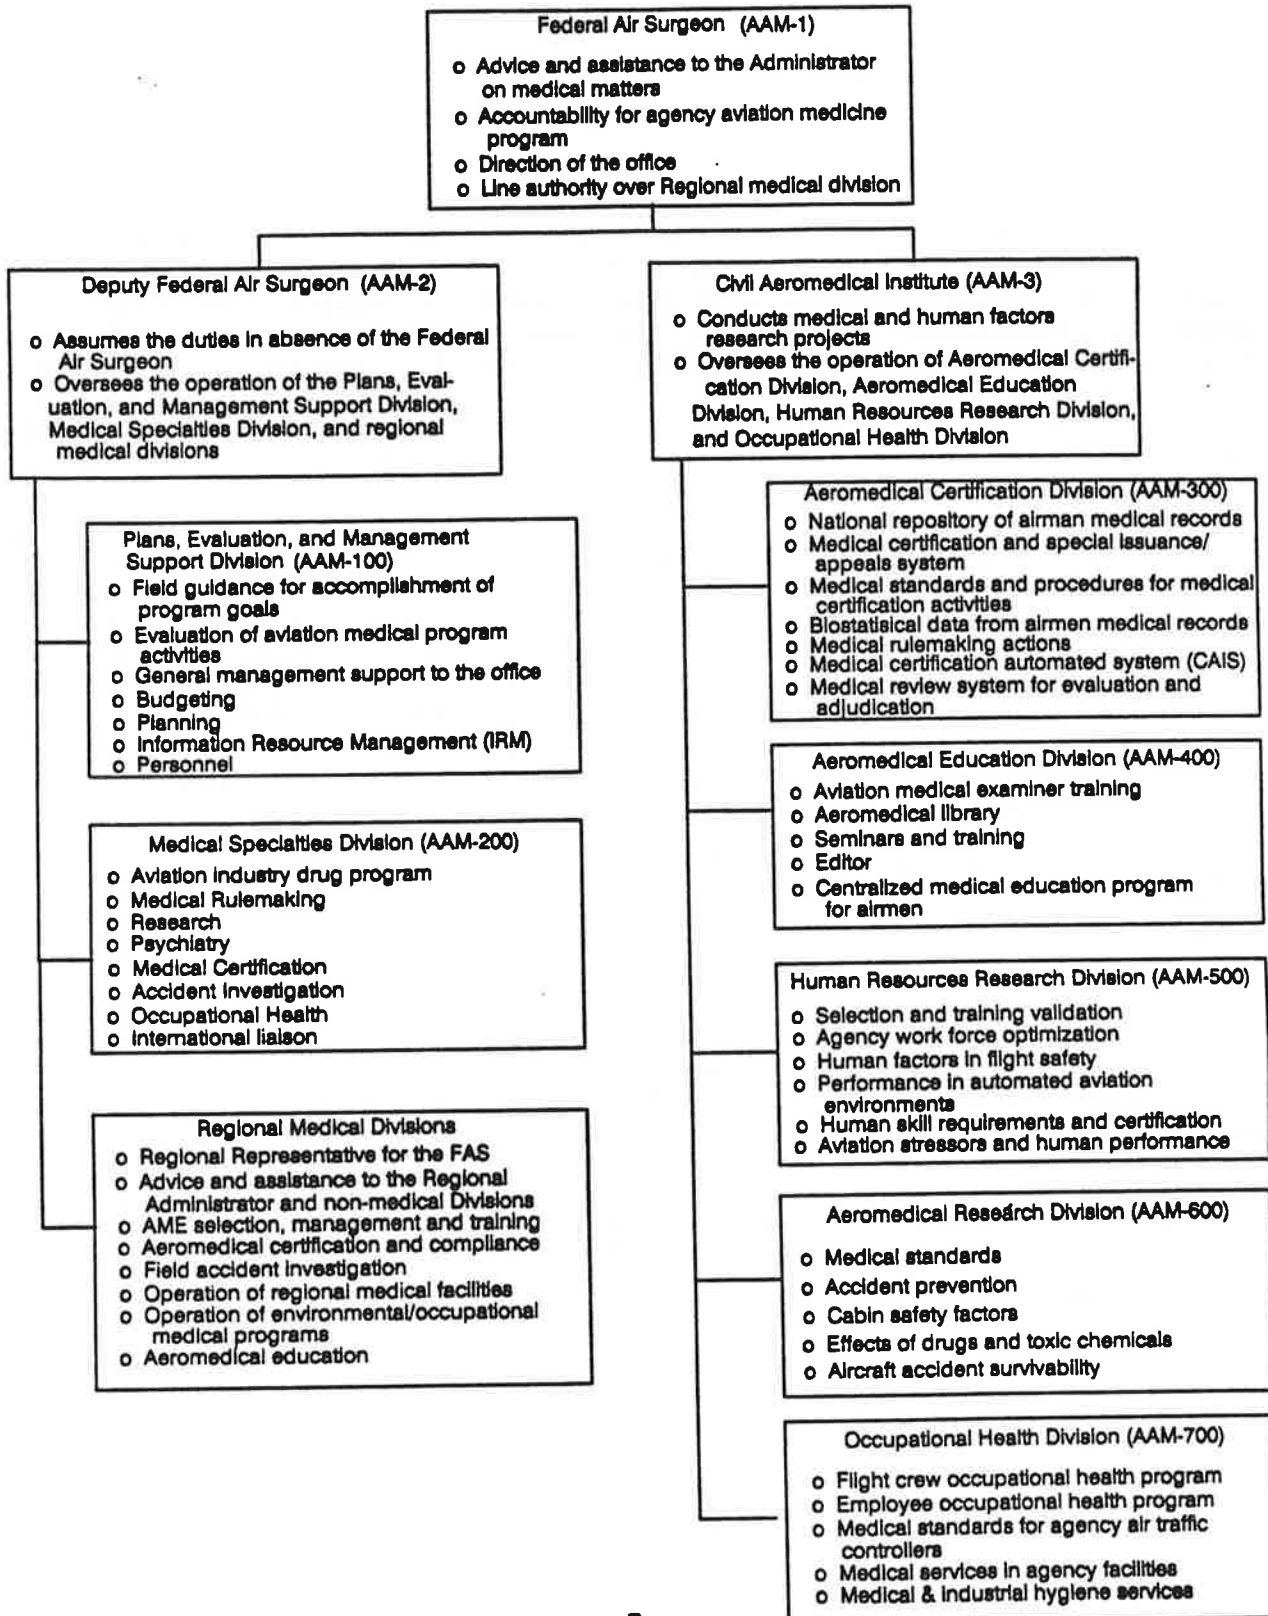 Federal Air Surgeon (AAM-1)
o Advice and assistance to the Administrator
on medical matters
o Accountability for agency aviation medicine
program
o Direction of the office
o Line authority over Regional medical division
Deputy Federal Air Surgeon (AAM-2)
o Assumes the duties in absence of the Federal
Air Surgeon
o Oversees the operation of the Plans, Eval-
uation, and Management Support Division,
Medical Specialties Division, and regional
medical divisions
Plans, Evaluation, and Management
Support Division (AAM-100)
o Field guidance for accomplishment of
program goals
o Evaluation of aviation medical program
activities
o General management support to the office
o Budgeting
o Planning
o Information Resource Management (IRM)
o Personnel
Medical Specialties Division (AAM-200)
o Aviation industry drug program
o Medical Rulemaking
o Research
o Psychiatry
o Medical Certification
o Accident Investigation
o Occupational Health
o International liaison
Regional Medical Divisions
o Regional Representative for the FAS
o Advice and assistance to the Regional
Administrator and non-medical Divisions
o AME selection, management and training
o Aeromedical certification and compliance
o Field accident investigation
o Operation of regional medical facilities
o Operation of environmental/occupational
medical programs
o Aeromedical education
Civil Aeromedical Institute (AAM-3)
o Conducts medical and human factors
research projects
o Oversees the operation of Aeromedical Certifi-
cation Division, Aeromedical Education
Division, Human Resources Research Division,
and Occupational Health Division
Aeromedical Certification Division (AAM-300)
o National repository of airman medical records
o Medical certification and special issuance/
appeals system
o Medical standards and procedures for medical
certification activities
o Biostatisical data from airmen medical records
o Medical rulemaking actions
o Medical certification automated system (CAIS)
o Medical review system for evaluation and
adjudication
Aeromedical Education Division (AAM-400)
o Aviation medical examiner training
o Aeromedical library
o Seminars and training
o Editor
o Centralized medical education program
for airmen
Human Resources Research Division (AAM-500)
o Selection and training validation
o Agency work force optimization
o Human factors in flight safety
o Performance in automated aviation
environments
o Human skill requirements and certification
o Aviation stressors and human performance
Aeromedical Research Division (AAM-600)
o Medical standards
o Accident prevention
o Cabin safety factors
o Effects of drugs and toxic chemicals
o Aircraft accident survivability
Occupational Health Division (AAM-700)
o Flight crew occupational health program
o Employee occupational health program
o Medical standards for agency air traffic
controllers
o Medical services in agency facilities
o Medical & industrial hygiene services